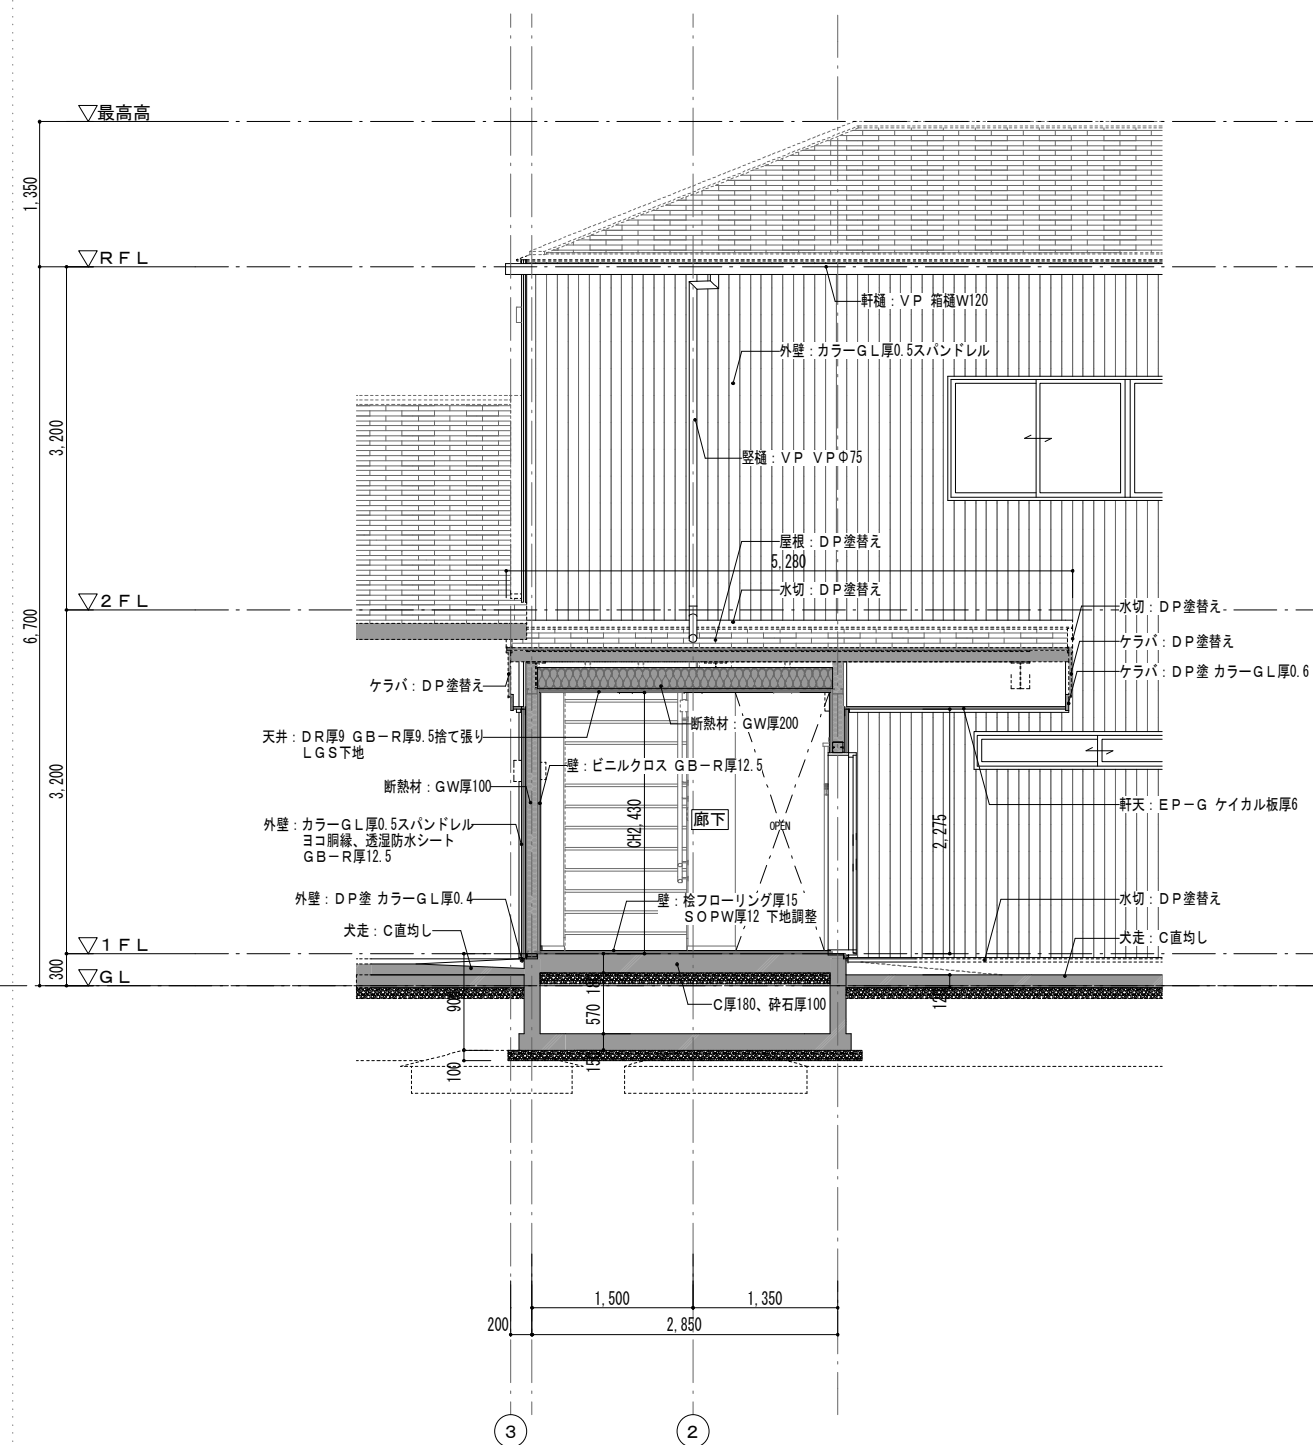 ▽最高高
1,350
▽RFL
軒樋：VP 箱樋W120
外壁：カラーGL厚0.5スパンドレル
3,200
竪樋：VP VPΦ75
屋根：DP塗替え
5,280
水切：DP塗替え
▽2FL
水切：DP塗替え
6,700
ケラバ：DP塗替え
ケラバ：DP塗 カラーGL厚0.6
ケラバ：DP塗替え
断熱材：GW厚200
天井：DR厚9 GB－R厚9.5捨て張り
LGS下地
壁：ビニルクロス GB－R厚12.5
断熱材：GW厚100
3,200
CH2,430
廊下
OPEN
2,275
軒天：EP－G ケイカル板厚6
外壁：カラーGL厚0.5スパンドレル
ヨコ胴縁、透湿防水シート
GB－R厚12.5
外壁：DP塗 カラーGL厚0.4
壁：桧フローリング厚15
SOPW厚12 下地調整
水切：DP塗替え
犬走：C直均し
犬走：C直均し
▽1FL
300
▽GL
C厚180、砕石厚100
570
100
1,500
1,350
200
2,850
3
2